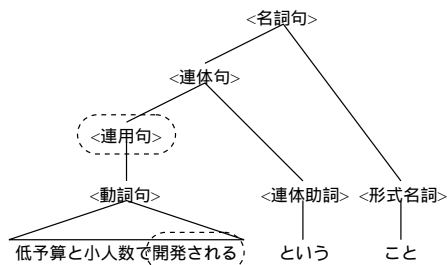 <名詞句>
<連体句>
<連用句>
<動詞句> <連体助詞> <形式名詞>
低予算と小人数で開発される という こと